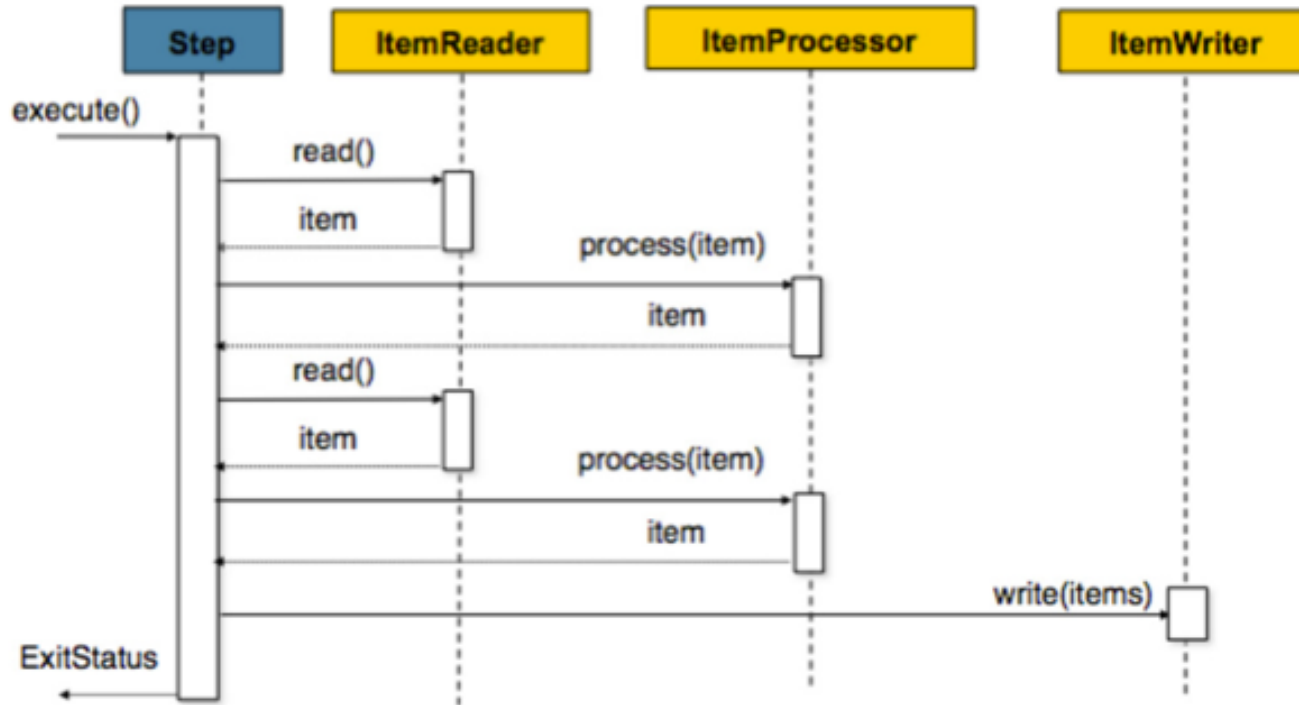 Step
ItemReader
ItemProcessor
ItemWriter
execute()
read()
item
process(item)
item
read()
item
process(item)
item
write(items)
ExitStatus